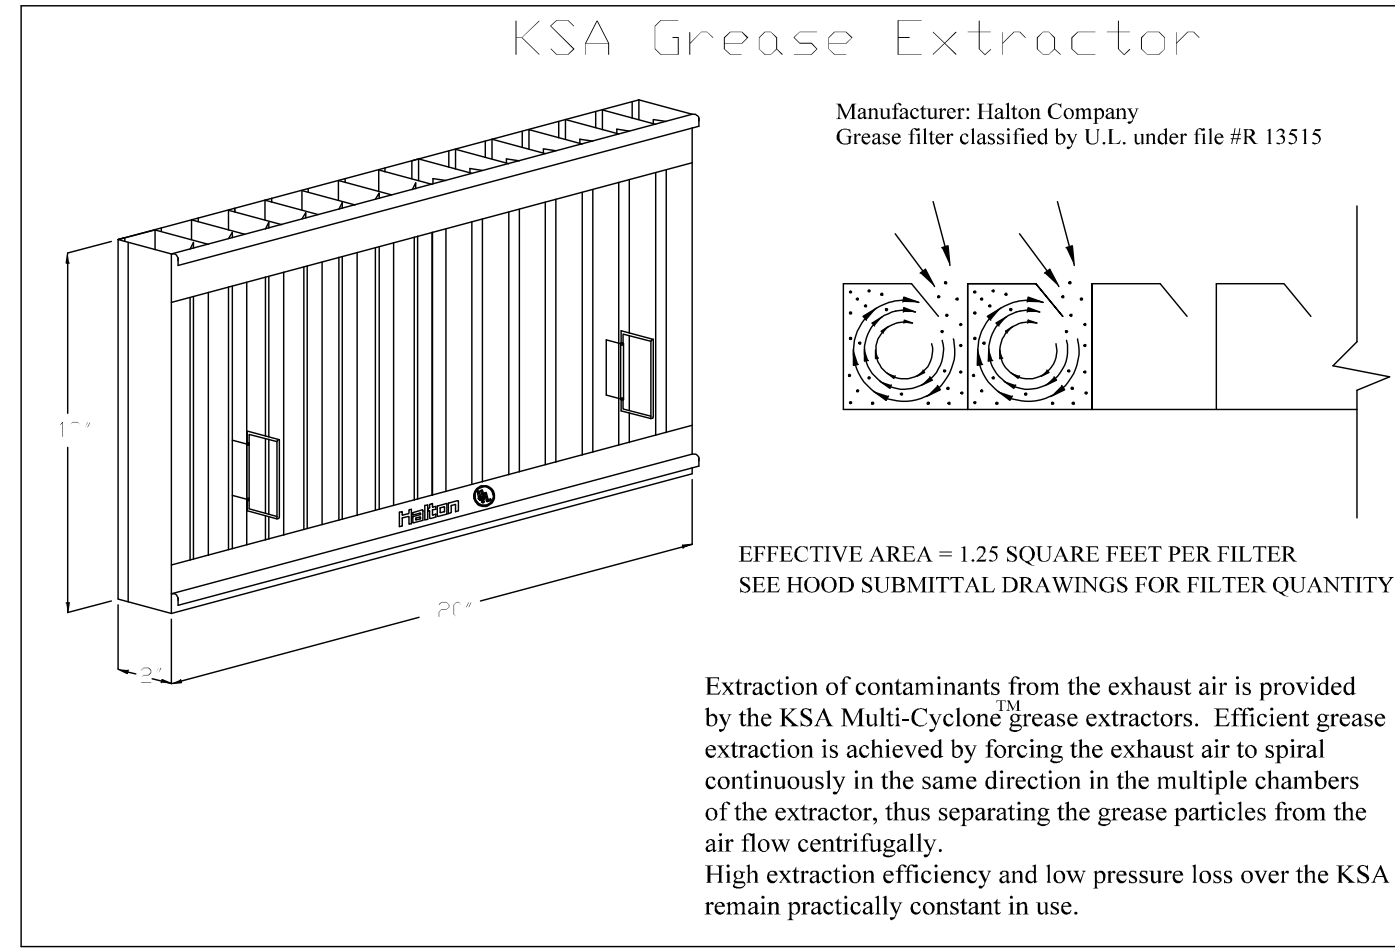 KSA Grease Extractor
Manufacturer: Halton Company
Grease filter classified by U.L. under file #R 13515
2"
Halton
UL
EFFECTIVE AREA = 1.25 SQUARE FEET PER FILTER
SEE HOOD SUBMITTAL DRAWINGS FOR FILTER QUANTITY
Extraction of contaminants from the exhaust air is provided
by the KSA Multi-Cyclone™ grease extractors. Efficient grease
extraction is achieved by forcing the exhaust air to spiral
continuously in the same direction in the multiple chambers
of the extractor, thus separating the grease particles from the
air flow centrifugally.
High extraction efficiency and low pressure loss over the KSA
remain practically constant in use.